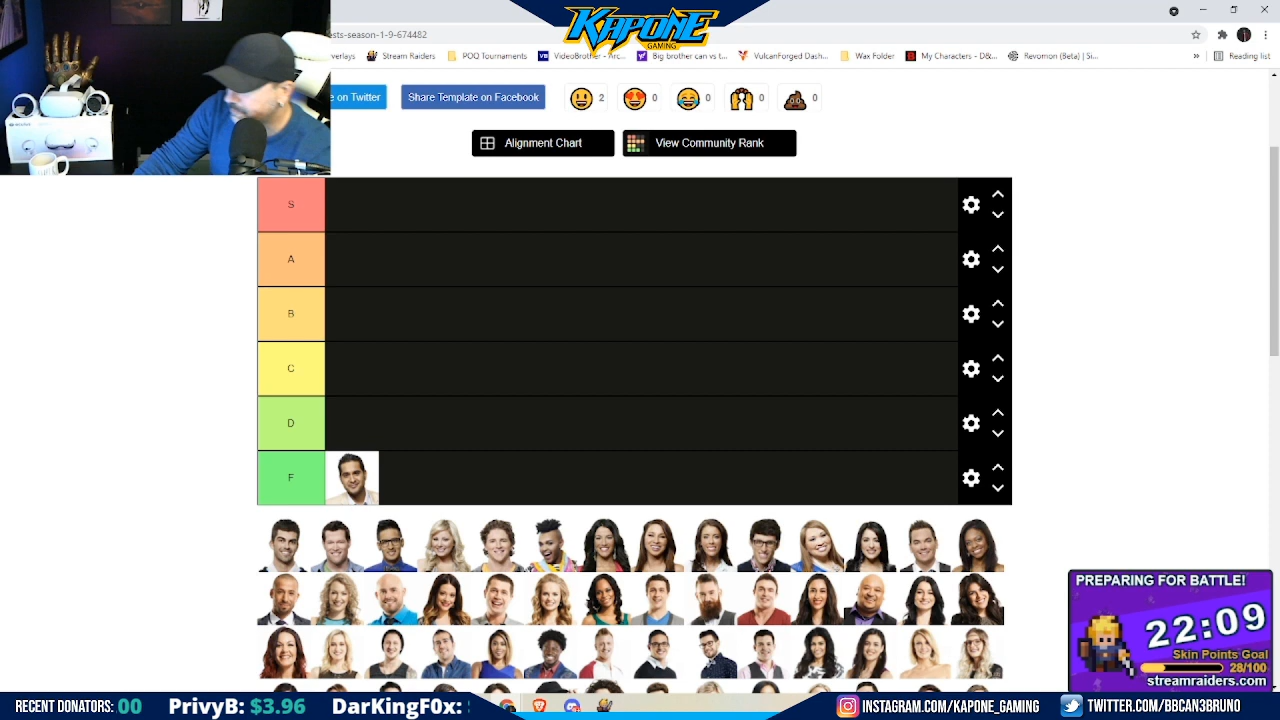 KAPONE
GAMING
ests-season-1-9-674482
verlays
Stream Raiders
POQ Tournaments
VideoBrother - Arc...
Big brother can vs t...
VulcanForged Dashb...
Wax Folder
My Characters - D&...
Revomon (Beta) | Si...
»
Reading list
e on Twitter
Share Template on Facebook
2
0
0
0
0
Alignment Chart
View Community Rank
S
A
B
C
D
F
PREPARING FOR BATTLE!
22:09
Skin Points Goal
28/100
streamraiders.com
RECENT DONATORS: 00 PrivyB: $3.96 DarKingF0x:
INSTAGRAM.COM/KAPONE_GAMING
TWITTER.COM/BBCAN3BRUNO